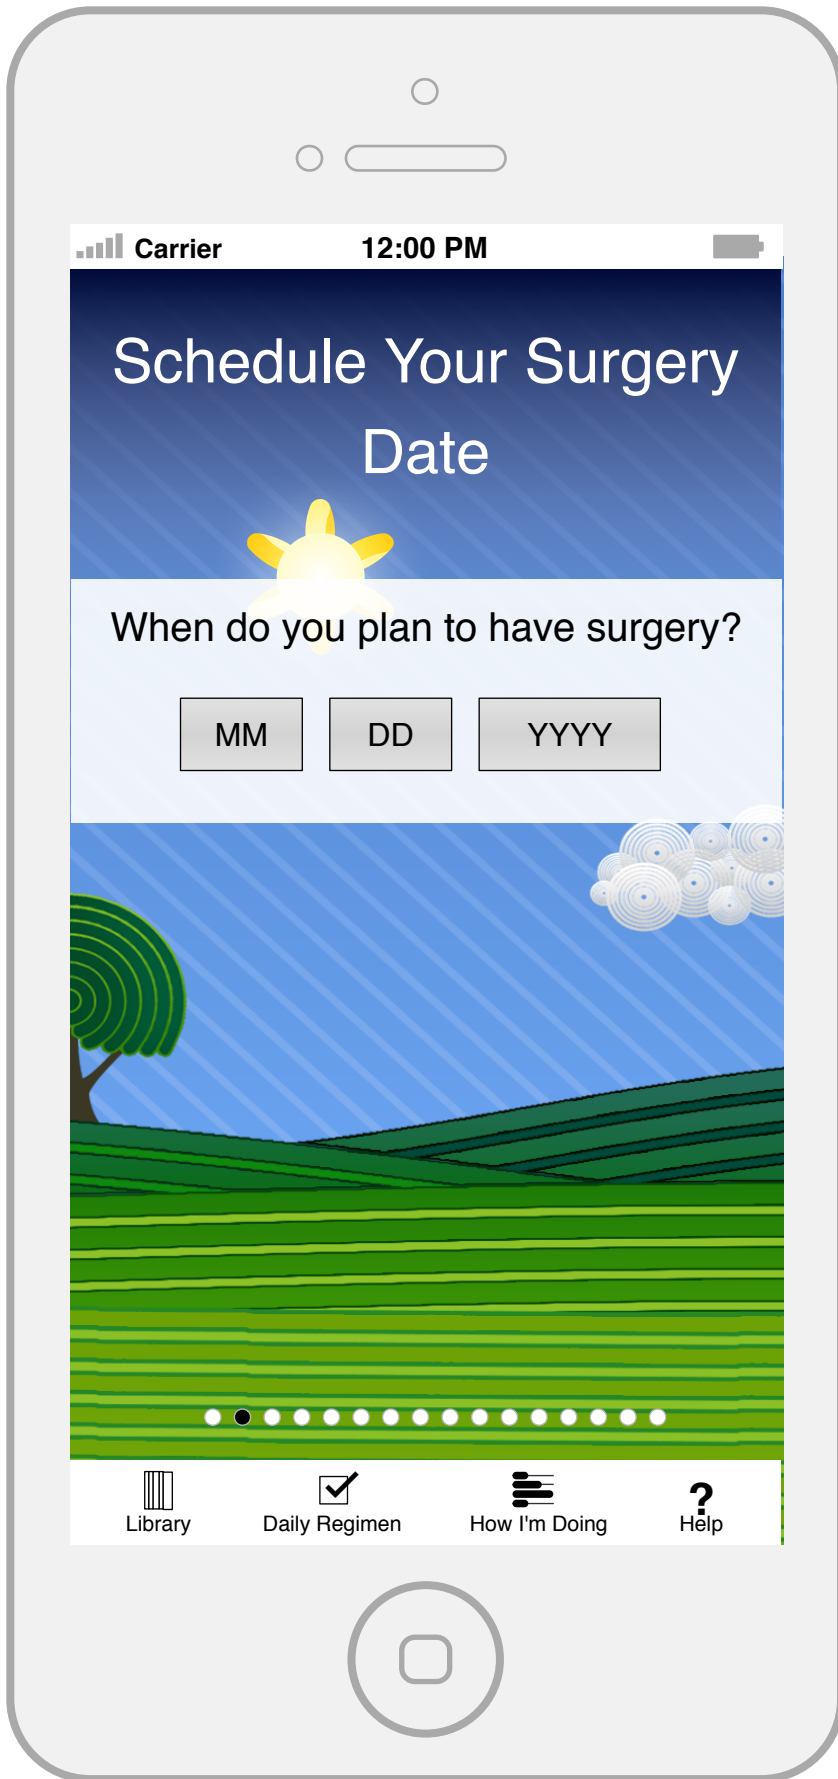 Carrier 12:00 PM
Schedule Your Surgery
Date
When do you plan to have surgery?
MM DD YYYY
?
Library Daily Regimen How I'm Doing Help